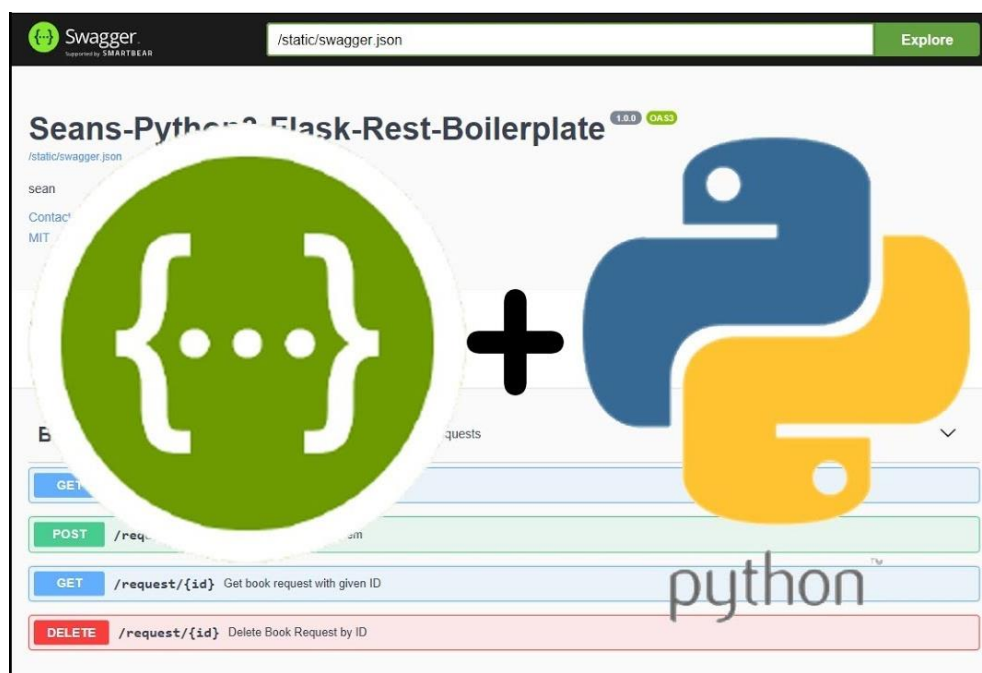 Swagger
Supported by SMARTBEAR
/static/swagger.json
Explore
Seans-Python3-Flask-Rest-Boilerplate 1.0.0 OAS3
/static/swagger.json
sean
Contact
MIT
{...}
+
quests
GET
POST /req em
GET /request/{id} Get book request with given ID
DELETE /request/{id} Delete Book Request by ID
python
TM